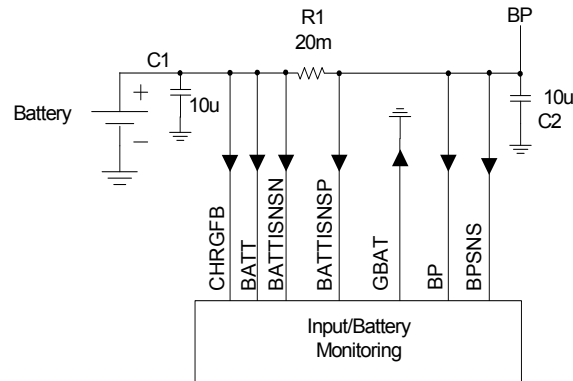 R1
20m
BP
C1
10u
Battery
+
−
10u
C2
CHRGFB
BATT
BATTISNSN
BATTISNSP
GBAT
BP
BPSNS
Input/Battery
Monitoring